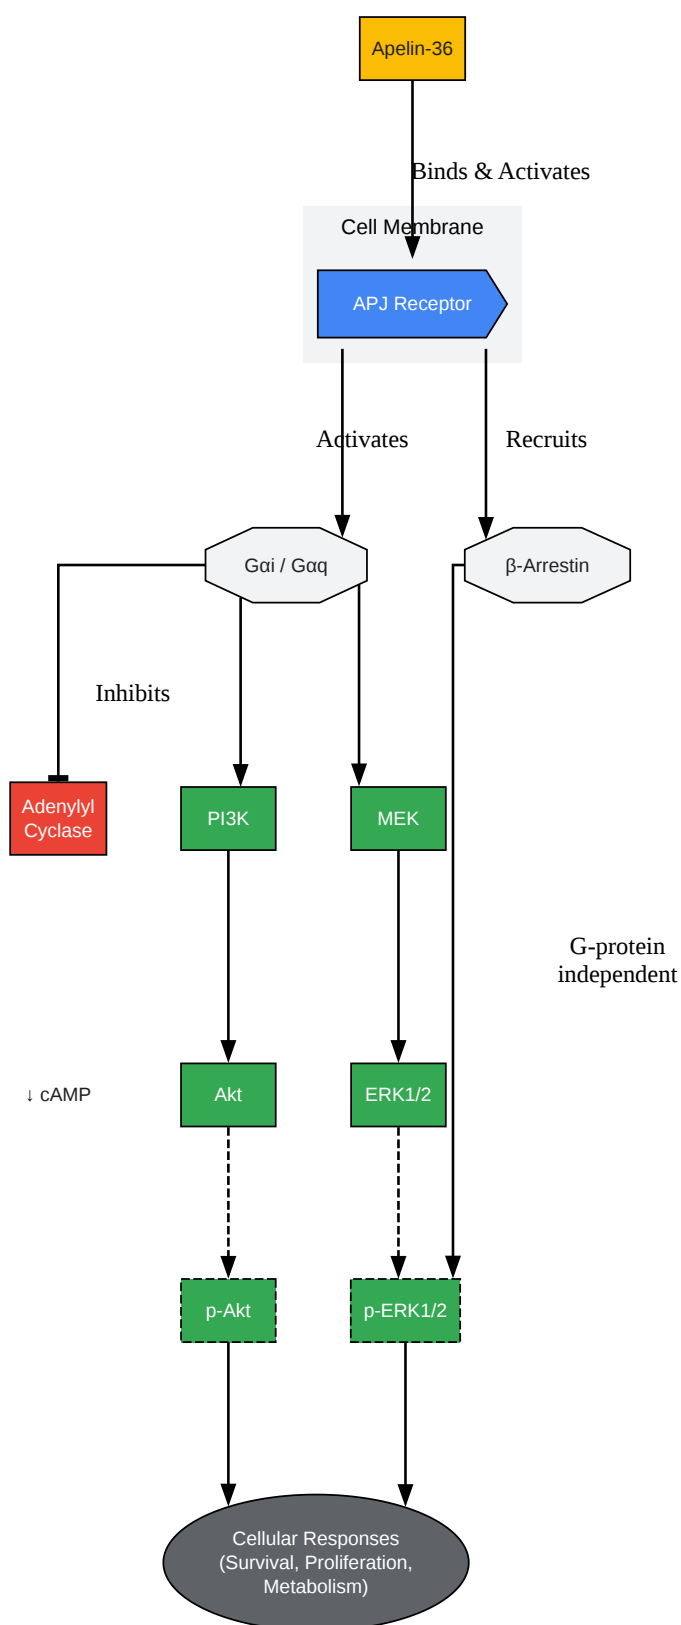 Apelin-36
Binds & Activates
Cell Membrane
APJ Receptor
Activates
Recruits
Gαi / Gαq
β-Arrestin
Inhibits
Adenylyl
Cyclase
PI3K
MEK
G-protein
independent
↓ cAMP
Akt
ERK1/2
p-Akt
p-ERK1/2
Cellular Responses
(Survival, Proliferation,
Metabolism)